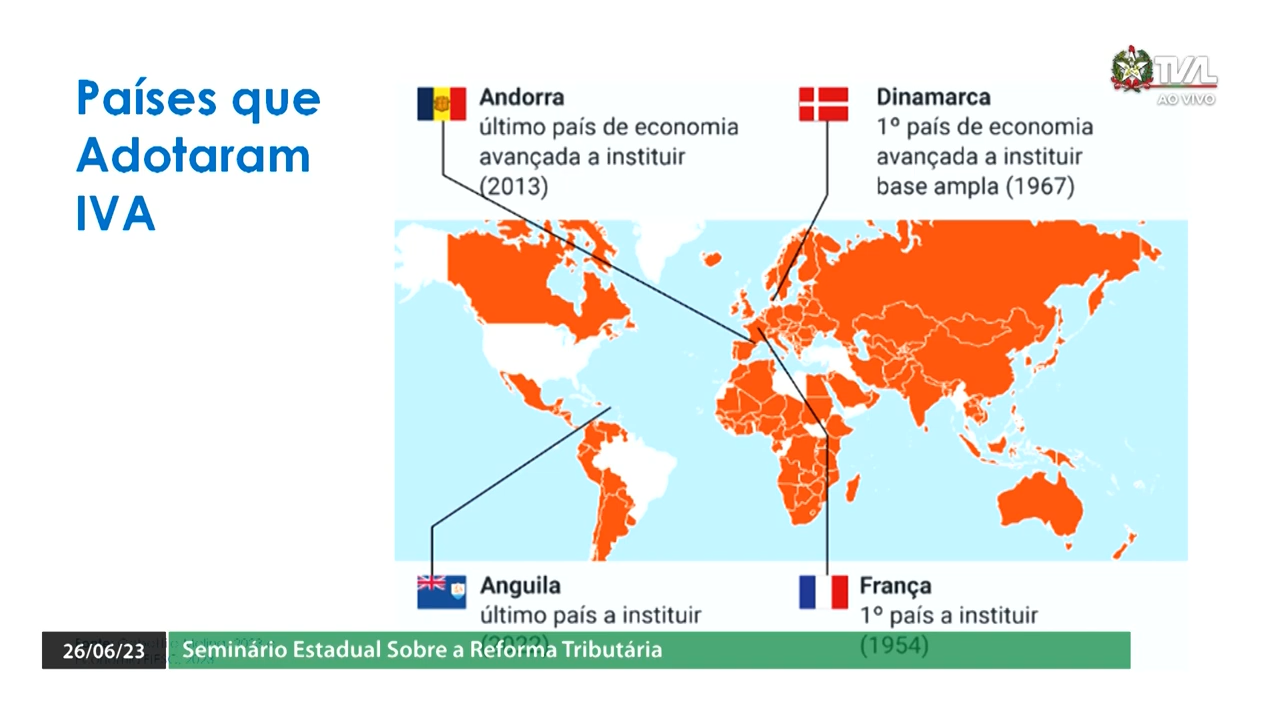 Países que
Adotaram
IVA
Andorra
último país de economia
avançada a instituir
(2013)
Dinamarca
1º país de economia
avançada a instituir
base ampla (1967)
TVAL
AO VIVO
Anguila
último país a instituir
(2022)
França
1º país a instituir
(1954)
26/06/23
Seminário Estadual Sobre a Reforma Tributária